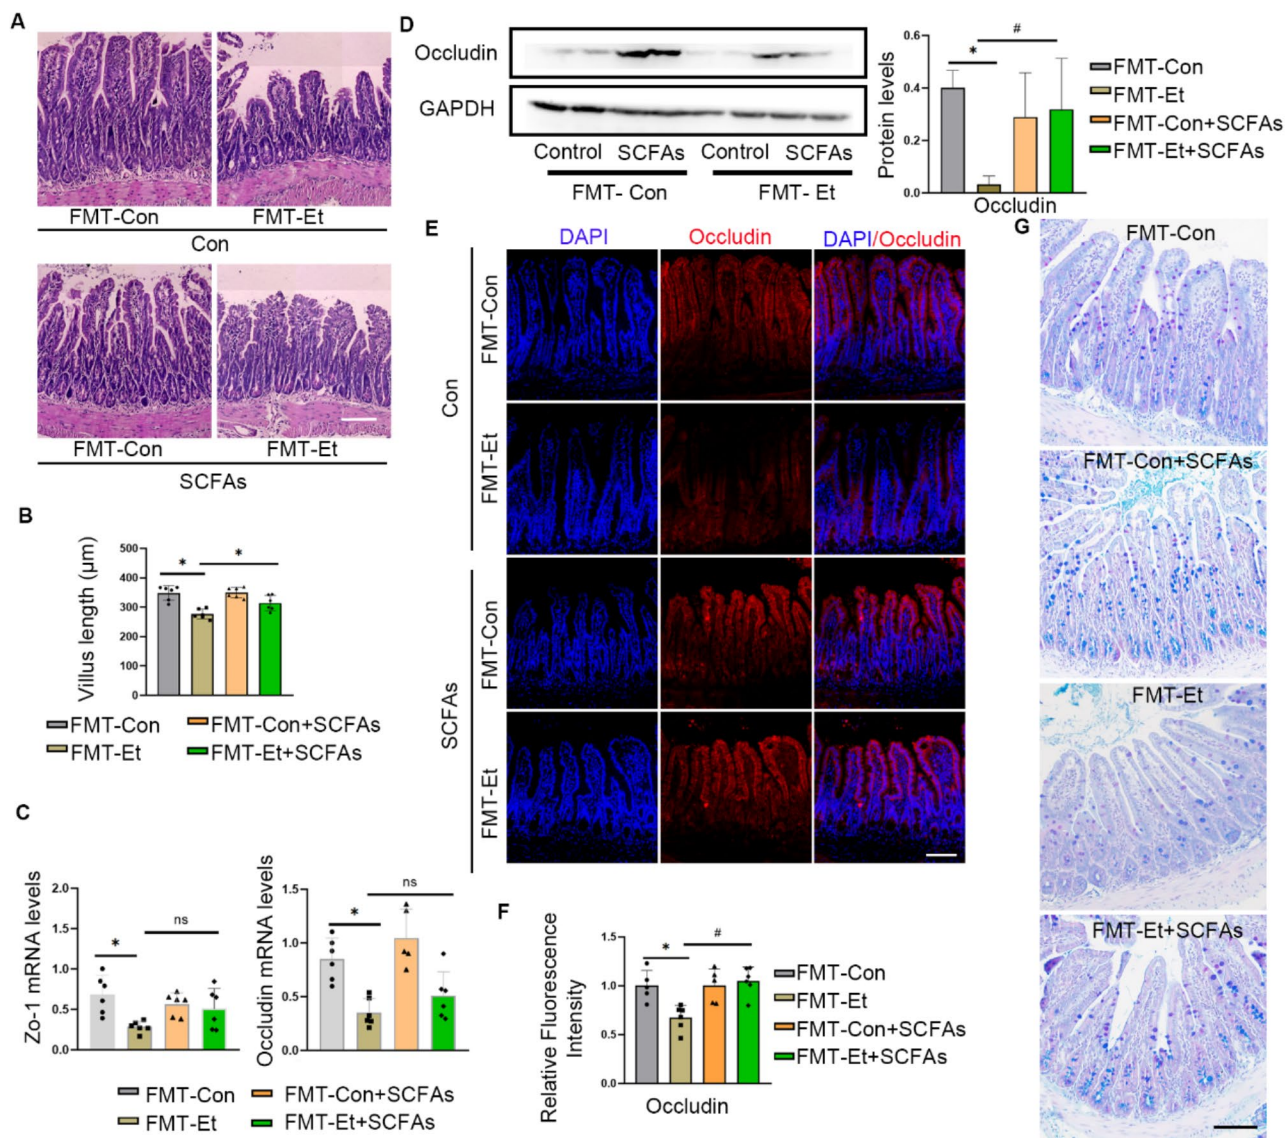 A
FMT-Con
FMT-Et
Con
FMT-Con
FMT-Et
SCFAs
B
Villus length (µm)
500
400
300
200
100
0
*
*
FMT-Con
FMT-Con+SCFAs
FMT-Et
FMT-Et+SCFAs
C
Zo-1 mRNA levels
2.0
1.5
1.0
0.5
0.0
*
ns
Occludin mRNA levels
1.5
1.0
0.5
0.0
*
ns
FMT-Con
FMT-Con+SCFAs
FMT-Et
FMT-Et+SCFAs
D
Occludin
GAPDH
Control
SCFAs
Control
SCFAs
FMT- Con
FMT- Et
Protein levels
0.6
0.4
0.2
0.0
*
#
Occludin
FMT-Con
FMT-Et
FMT-Con+SCFAs
FMT-Et+SCFAs
E
DAPI
Occludin
DAPI/Occludin
Con
FMT-Con
FMT-Et
SCFAs
FMT-Con
FMT-Et
F
Relative Fluorescence
Intensity
1.5
1.0
0.5
0.0
*
#
Occludin
FMT-Con
FMT-Et
FMT-Con+SCFAs
FMT-Et+SCFAs
G
FMT-Con
FMT-Con+SCFAs
FMT-Et
FMT-Et+SCFAs